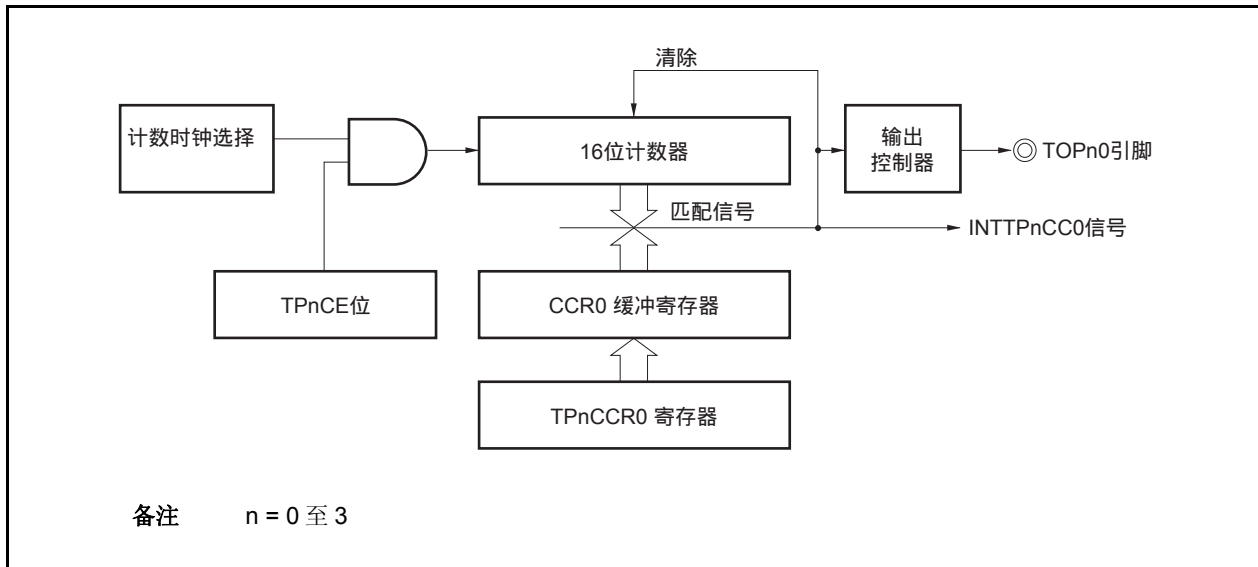 清除
计数时钟选择
16位计数器
输出
控制器
TOPn0引脚
匹配信号
INTTPnCC0信号
TPnCE位
CCR0 缓冲寄存器
TPnCCR0 寄存器
备注 n = 0 至 3